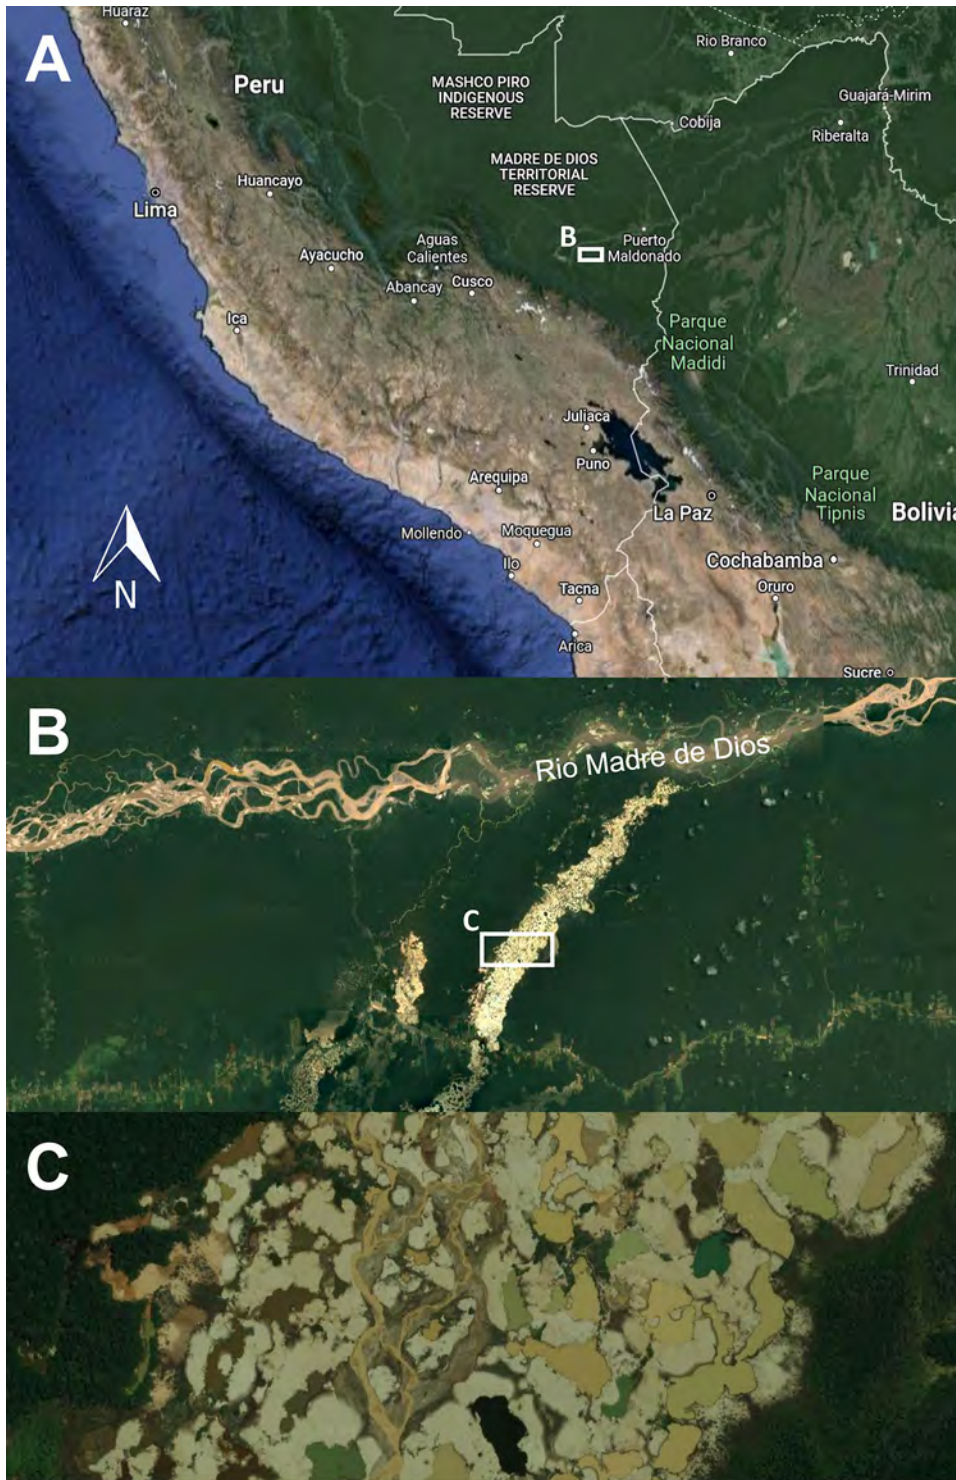 A
Huaraz
Peru
MASHCO PIRO
INDIGENOUS
RESERVE
Rio Branco
Guajará-Mirim
Cobija
Riberalta
MADRE DE DIOS
TERRITORIAL
RESERVE
Huancayo
Lima
B
Puerto
Maldonado
Ayacucho
Aguas
Calientes
Abancay
Cusco
Ica
Parque
Nacional
Madidi
Trinidad
Juliaca
Puno
Arequipa
La Paz
Parque
Nacional
Tipnis
Bolivia
Mollendo
Moquegua
Ilo
Cochabamba
Oruro
Tacna
N
Arica
Sucre
B
Rio Madre de Dios
C
C